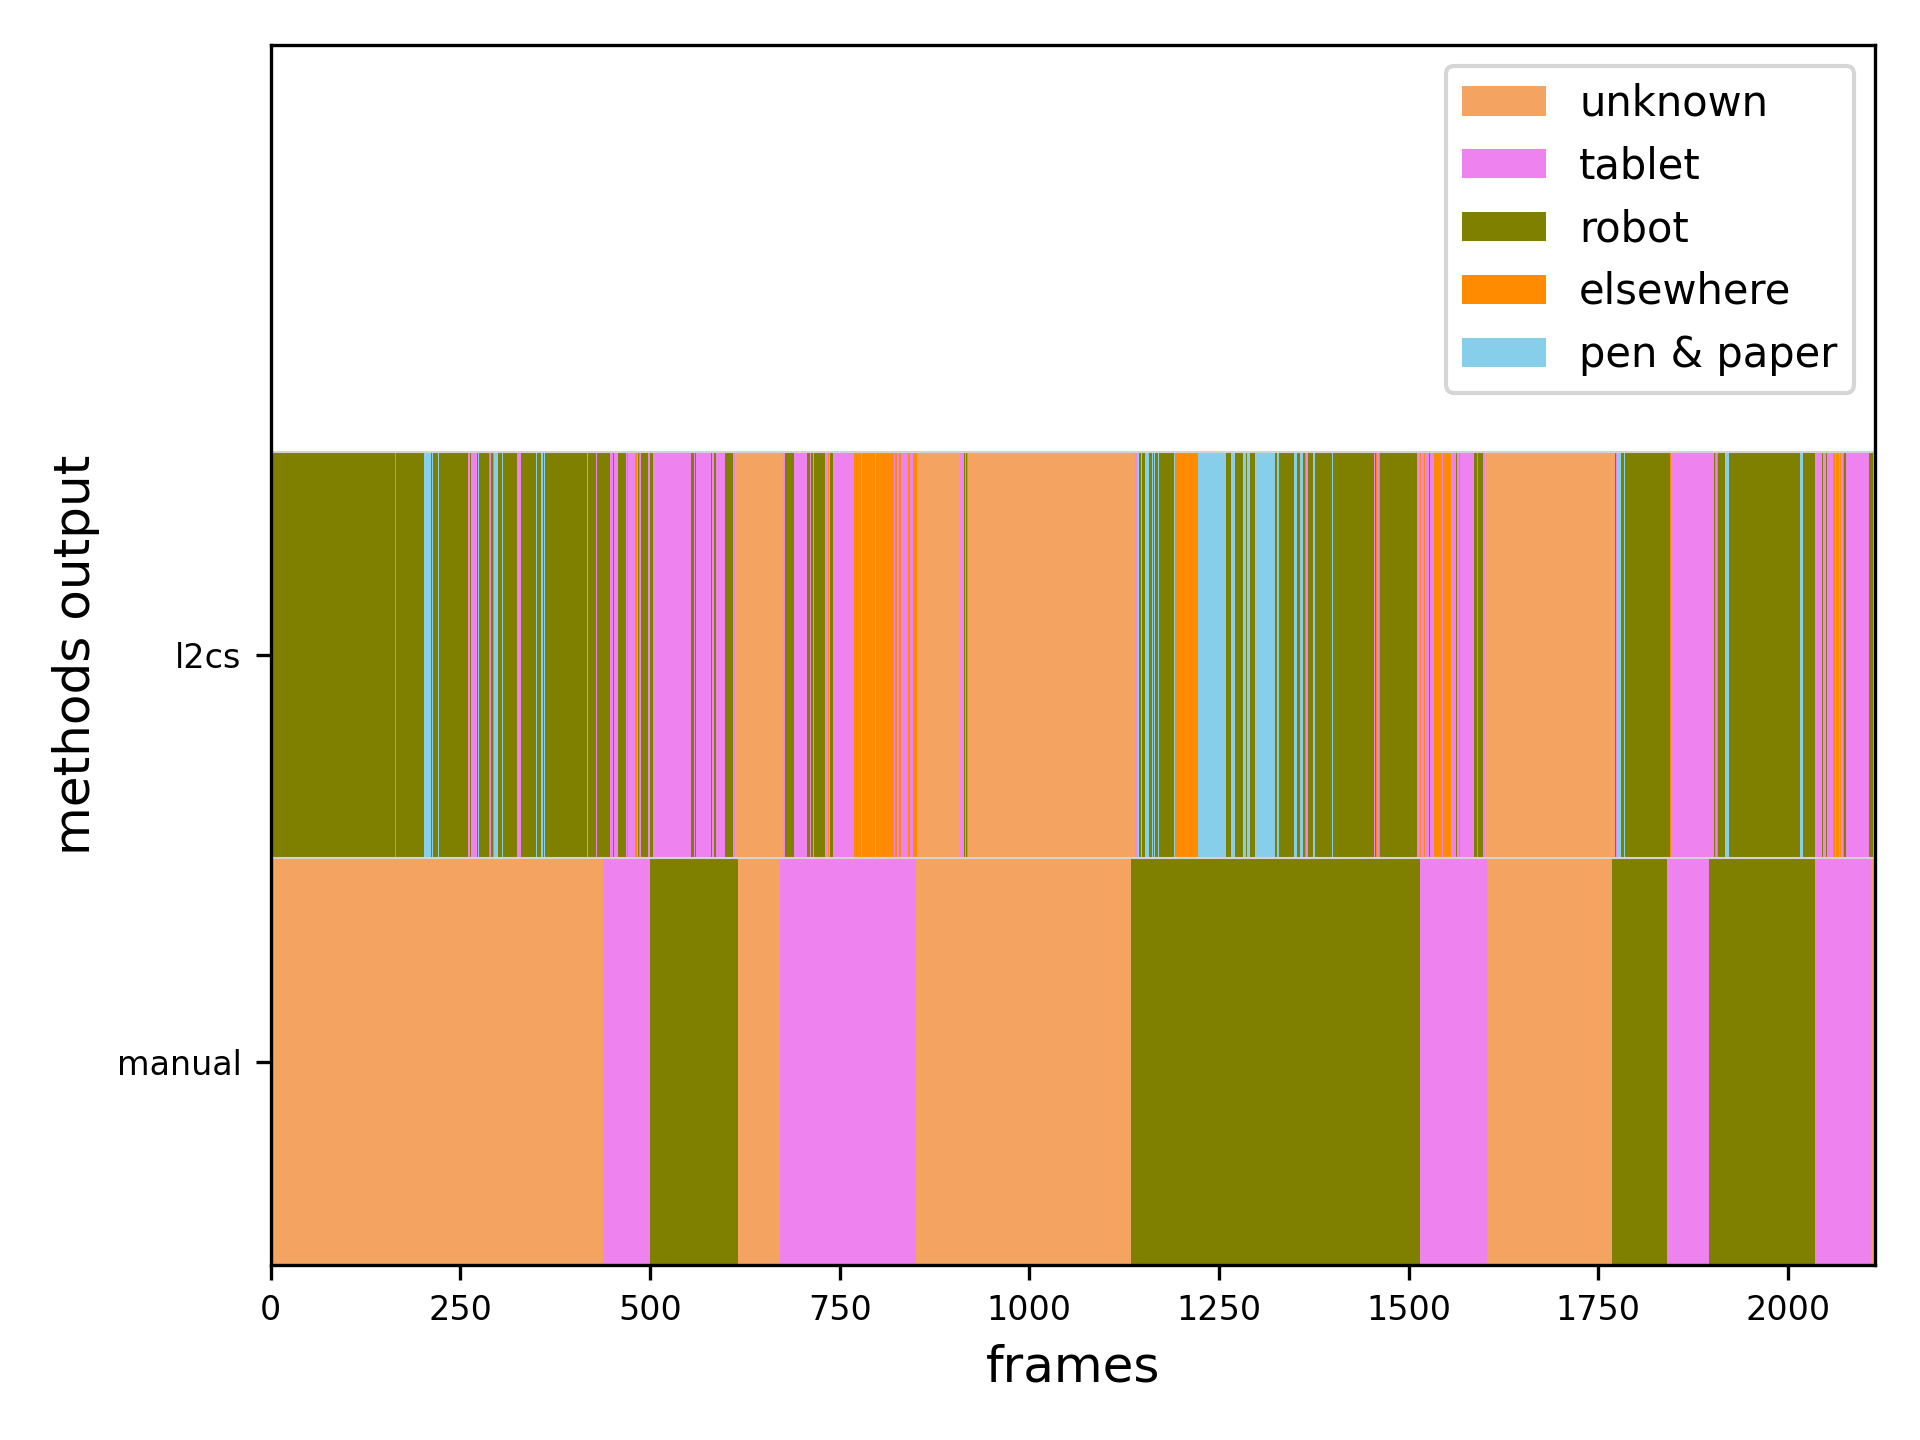 unknown
tablet
robot
elsewhere
pen & paper
methods output
l2cs
manual
0 250 500 750 1000 1250 1500 1750 2000
frames